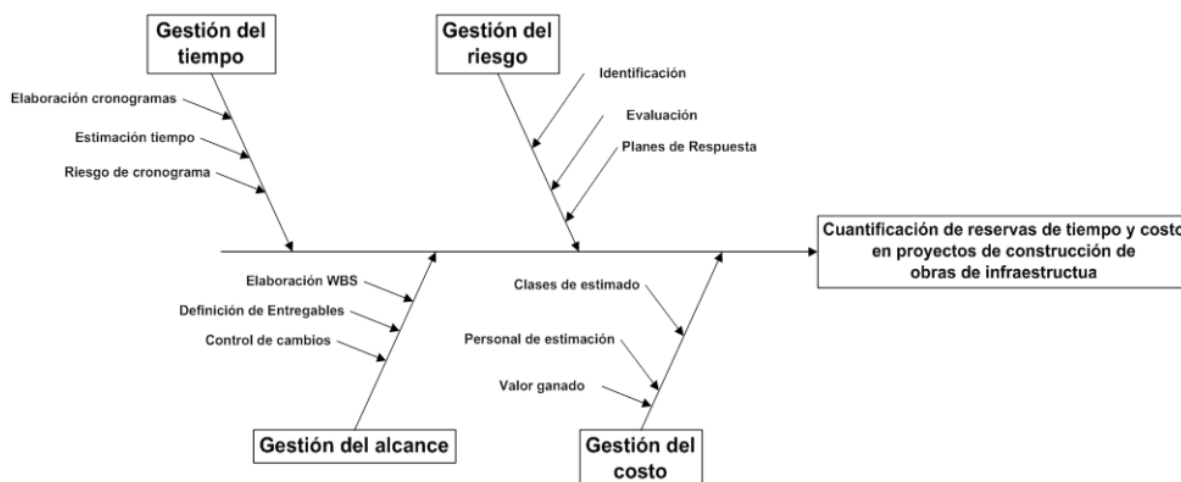 Gestión del
tiempo
Gestión del
riesgo
Elaboración cronogramas
Estimación tiempo
Riesgo de cronograma
Identificación
Evaluación
Planes de Respuesta
Cuantificación de reservas de tiempo y costo
en proyectos de construcción de
obras de infraestructua
Elaboración WBS
Definición de Entregables
Control de cambios
Clases de estimado
Personal de estimación
Valor ganado
Gestión del alcance
Gestión del
costo